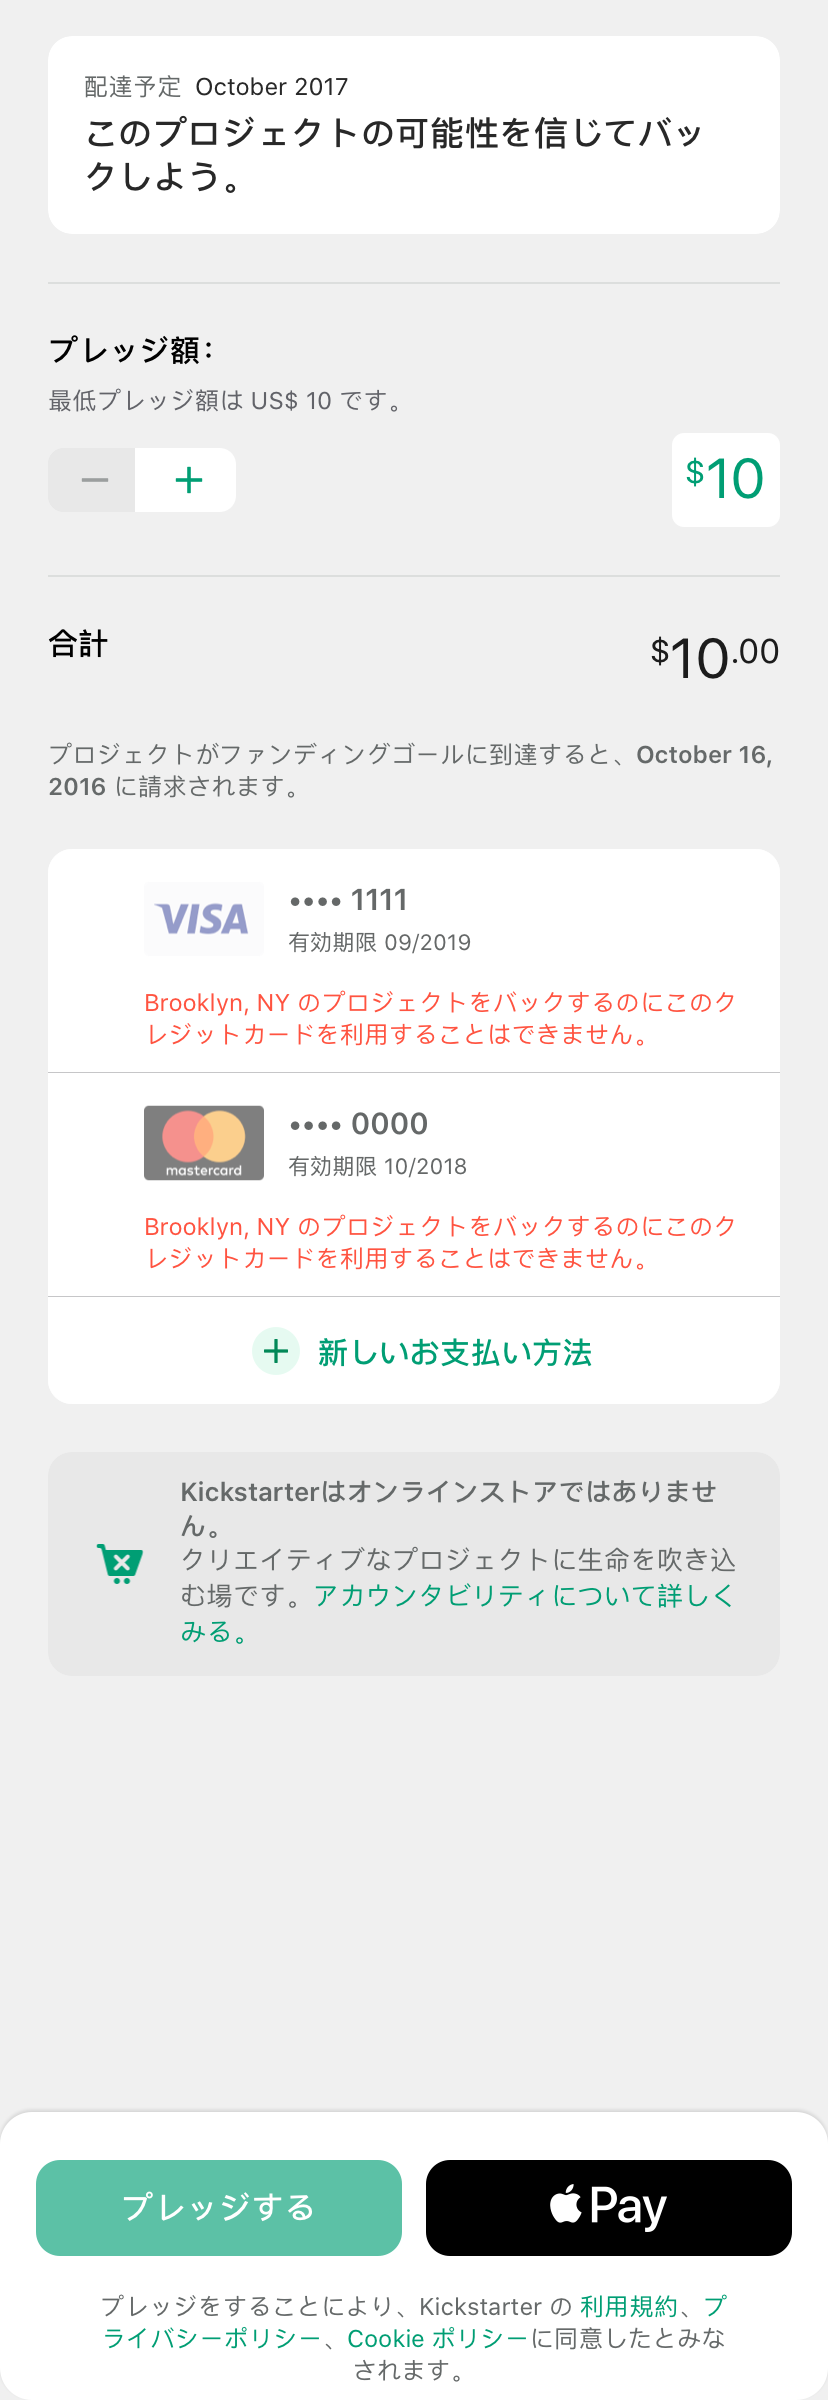 配達予定 October 2017
このプロジェクトの可能性を信じてバッ
クしよう。
プレッジ額:
最低プレッジ額は US$ 10 です。
− +
$10
合計
$10.00
プロジェクトがファンディングゴールに到達すると、October 16,
2016 に請求されます。
VISA
•••• 1111
有効期限 09/2019
Brooklyn, NY のプロジェクトをバックするのにこのク
レジットカードを利用することはできません。
mastercard
•••• 0000
有効期限 10/2018
Brooklyn, NY のプロジェクトをバックするのにこのク
レジットカードを利用することはできません。
+ 新しいお支払い方法
Kickstarterはオンラインストアではありませ
ん。
クリエイティブなプロジェクトに生命を吹き込
む場です。アカウンタビリティについて詳しく
みる。
プレッジする
Pay
プレッジをすることにより、Kickstarter の 利用規約、プ
ライバシーポリシー、Cookie ポリシーに同意したとみな
されます。